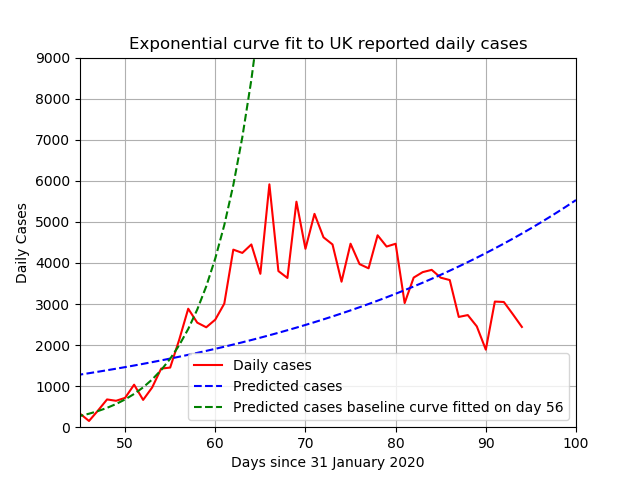 Exponential curve fit to UK reported daily cases
9000
8000
7000
6000
5000
4000
3000
2000
1000
0
Daily Cases
Daily cases
Predicted cases
Predicted cases baseline curve fitted on day 56
50 60 70 80 90 100
Days since 31 January 2020